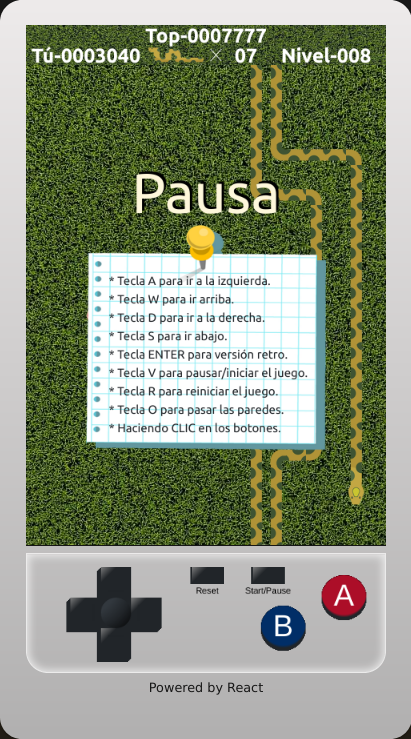 Top-0007777
Tú-0003040 × 07 Nivel-008
Pausa
* Tecla A para ir a la izquierda.
* Tecla W para ir arriba.
* Tecla D para ir a la derecha.
* Tecla S para ir abajo.
* Tecla ENTER para versión retro.
* Tecla V para pausar/iniciar el juego.
* Tecla R para reiniciar el juego.
* Tecla O para pasar las paredes.
* Haciendo CLIC en los botones.
Reset Start/Pause
A
B
Powered by React